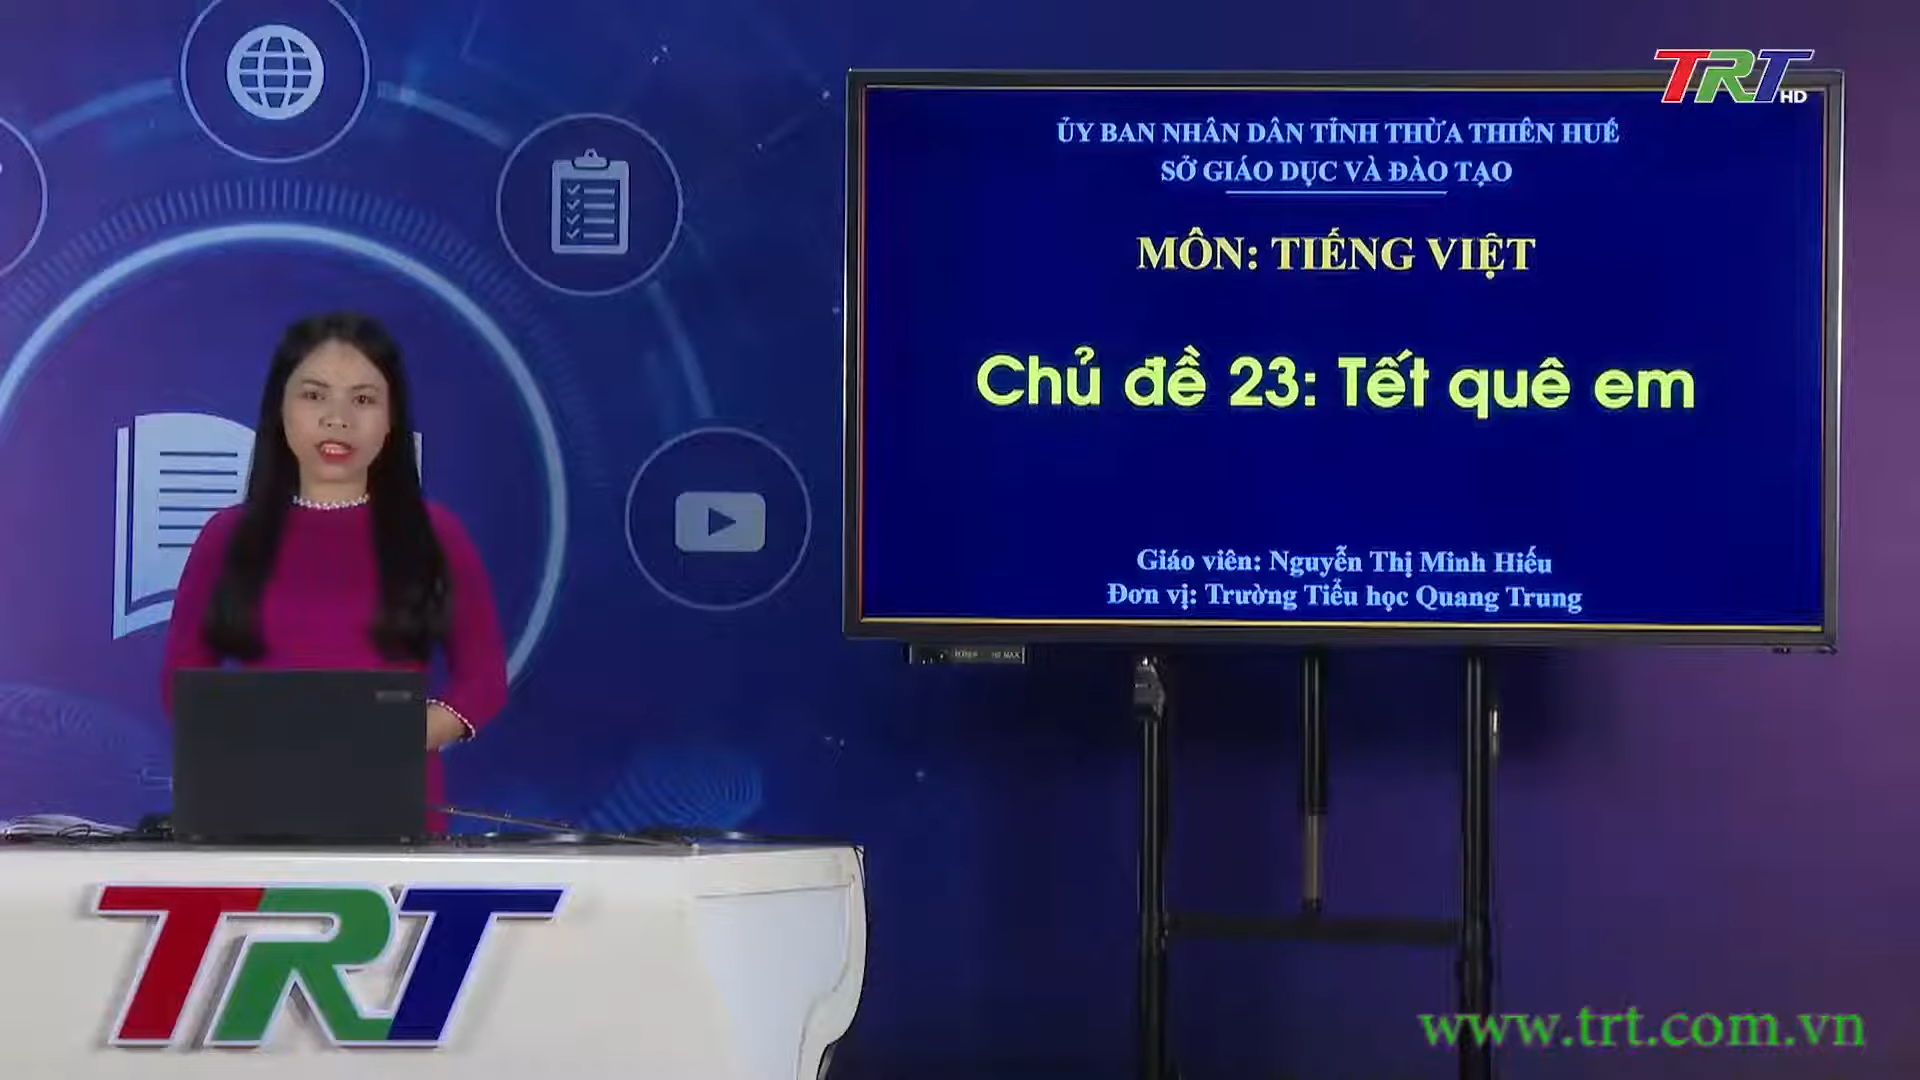 TRT HD
ỦY BAN NHÂN DÂN TỈNH THỪA THIÊN HUẾ
SỞ GIÁO DỤC VÀ ĐÀO TẠO
MÔN: TIẾNG VIỆT
Chủ đề 23: Tết quê em
Giáo viên: Nguyễn Thị Minh Hiếu
Đơn vị: Trường Tiểu học Quang Trung
TRT
www.trt.com.vn